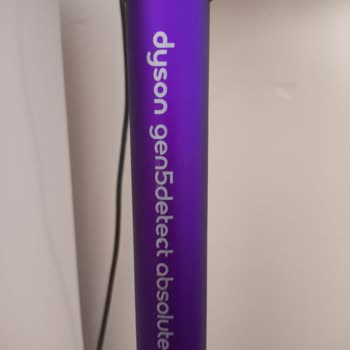 dyson gen5detect absolute